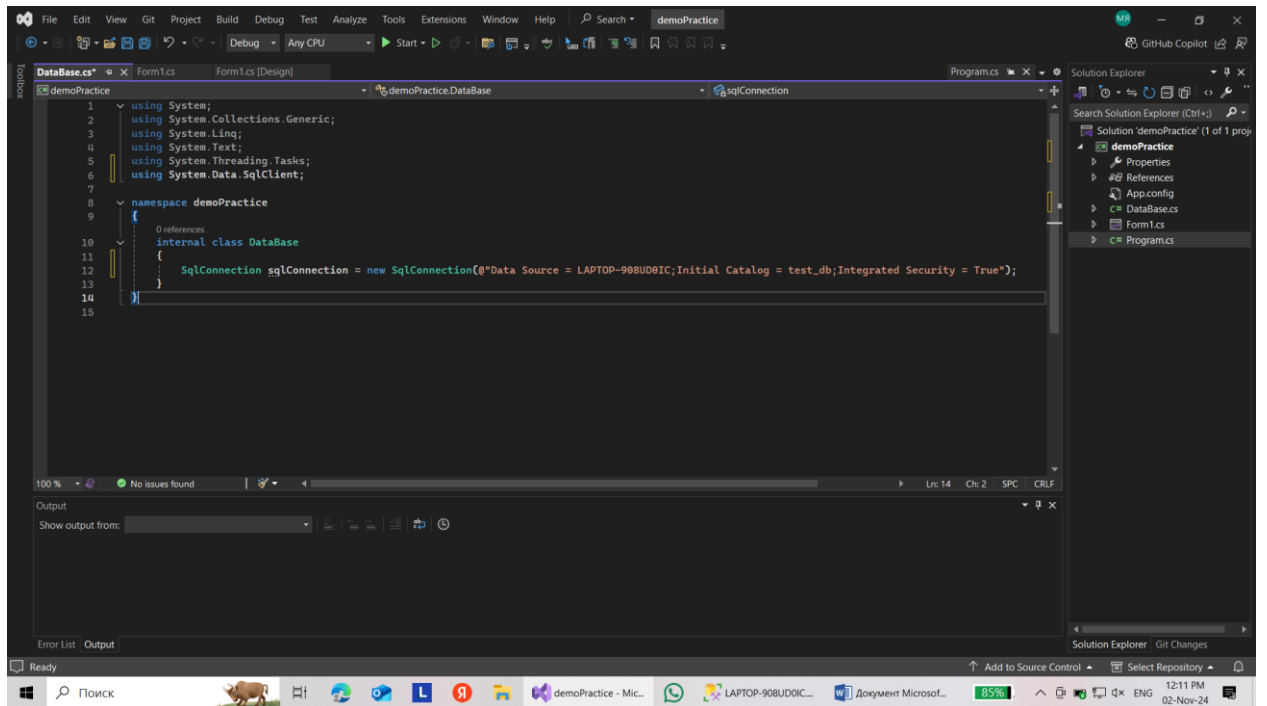 File Edit View Git Project Build Debug Test Analyze Tools Extensions Window Help Search demoPractice МЯ
Debug Any CPU Start GitHub Copilot
Toolbox
DataBase.cs* Form1.cs Form1.cs [Design] Program.cs
demoPractice demoPractice.DataBase sqlConnection
1 using System;
2 using System.Collections.Generic;
3 using System.Linq;
4 using System.Text;
5 using System.Threading.Tasks;
6 using System.Data.SqlClient;
7
8 namespace demoPractice
9 {
0 references
10 internal class DataBase
11 {
12 SqlConnection sqlConnection = new SqlConnection(@"Data Source = LAPTOP-908UD0IC;Initial Catalog = test_db;Integrated Security = True");
13 }
14 }
15
100 % No issues found Ln: 14 Ch: 2 SPC CRLF
Output
Show output from:
Error List Output
Solution Explorer
Search Solution Explorer (Ctrl+;)
Solution 'demoPractice' (1 of 1 proj
demoPractice
Properties
References
App.config
C# DataBase.cs
Form1.cs
C# Program.cs
Solution Explorer Git Changes
Ready Add to Source Control Select Repository
Поиск L Я demoPractice - Mic... LAPTOP-908UD0IC... W Документ Microsof... 85% ENG 12:11 PM
02-Nov-24